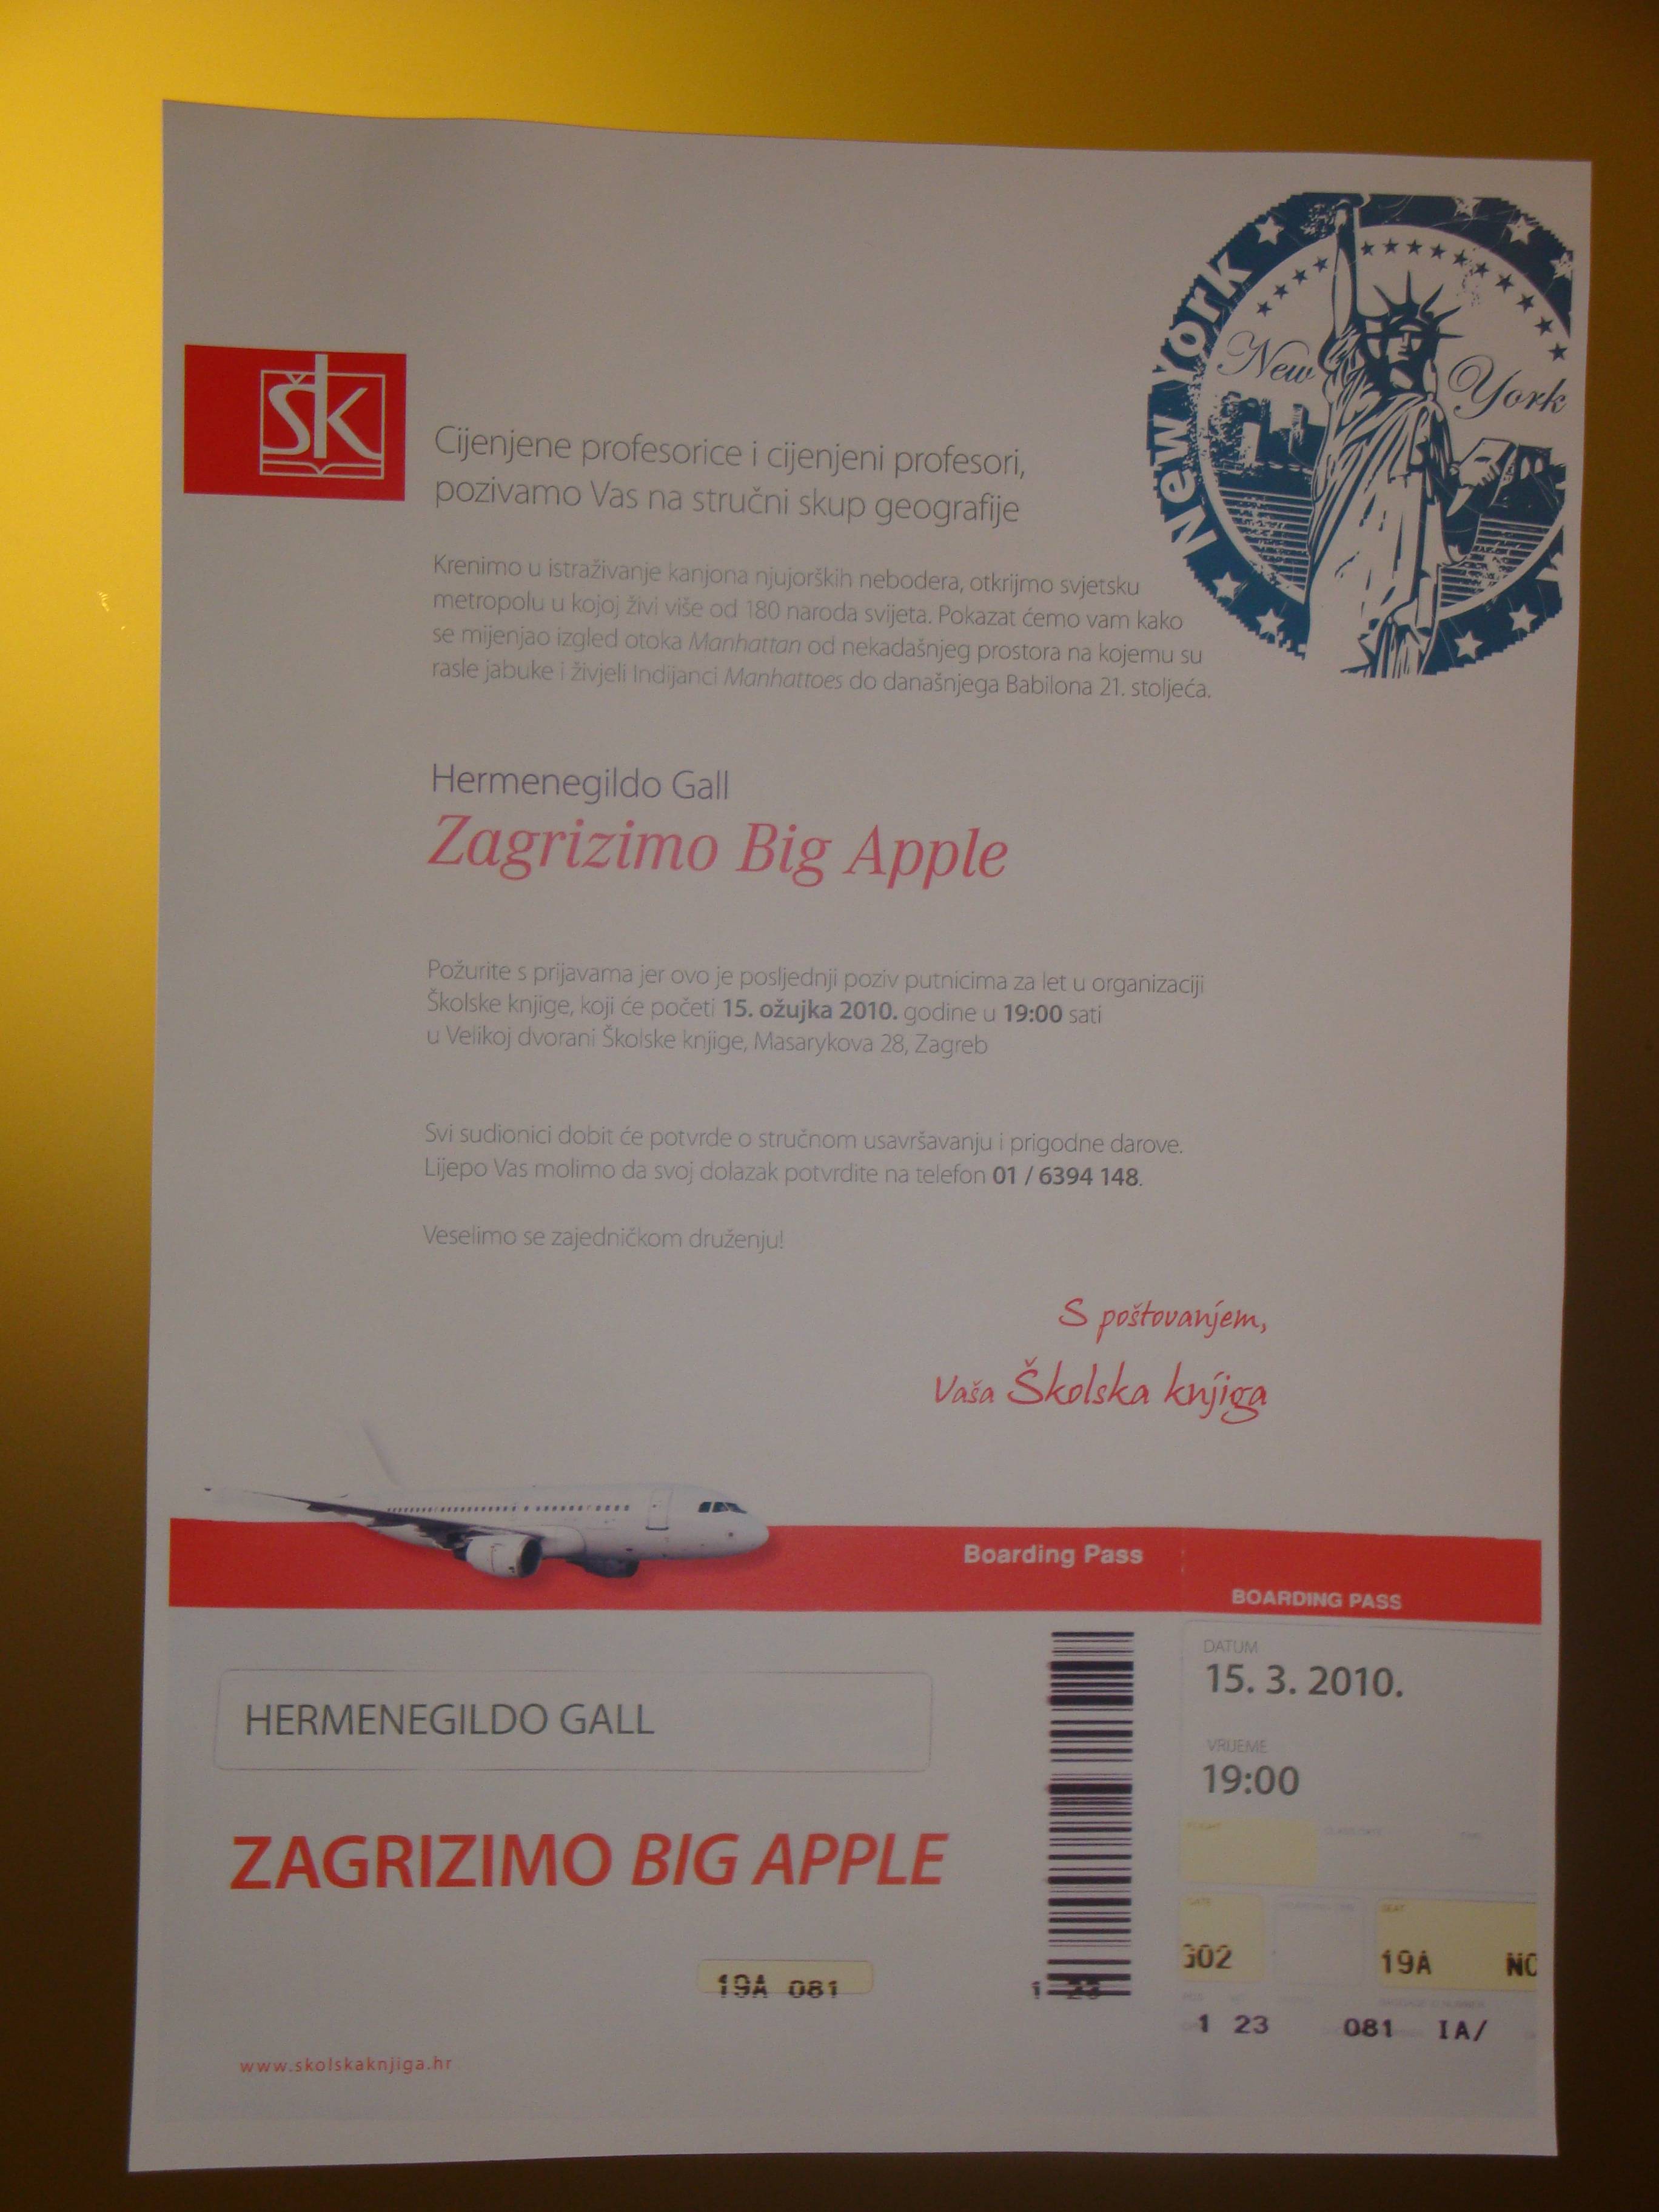 New York
New York
ŠK
Cijenjene profesorice i cijenjeni profesori,
pozivamo Vas na stručni skup geografije
Krenimo u istraživanje kanjona njujorških nebodera, otkrijmo svjetsku
metropolu u kojoj živi više od 180 naroda svijeta. Pokazat ćemo vam kako
se mijenjao izgled otoka Manhattan od nekadašnjeg prostora na kojemu su
rasle jabuke i živjeli Indijanci Manhattoes do današnjega Babilona 21. stoljeća.
Hermenegildo Gall
Zagrizimo Big Apple
Požurite s prijavama jer ovo je posljednji poziv putnicima za let u organizaciji
Školske knjige, koji će početi 15. ožujka 2010. godine u 19:00 sati
u Velikoj dvorani Školske knjige, Masarykova 28, Zagreb
Svi sudionici dobit će potvrde o stručnom usavršavanju i prigodne darove.
Lijepo Vas molimo da svoj dolazak potvrdite na telefon 01 / 6394 148.
Veselimo se zajedničkom druženju!
S poštovanjem,
Vaša Školska knjiga
Boarding Pass
BOARDING PASS
HERMENEGILDO GALL
ZAGRIZIMO BIG APPLE
19A 081
www.skolskaknjiga.hr
DATUM
15. 3. 2010.
VRIJEME
19:00
FLIGHT
GATE
SEAT
G02
19A NO
1 23 081 IA/